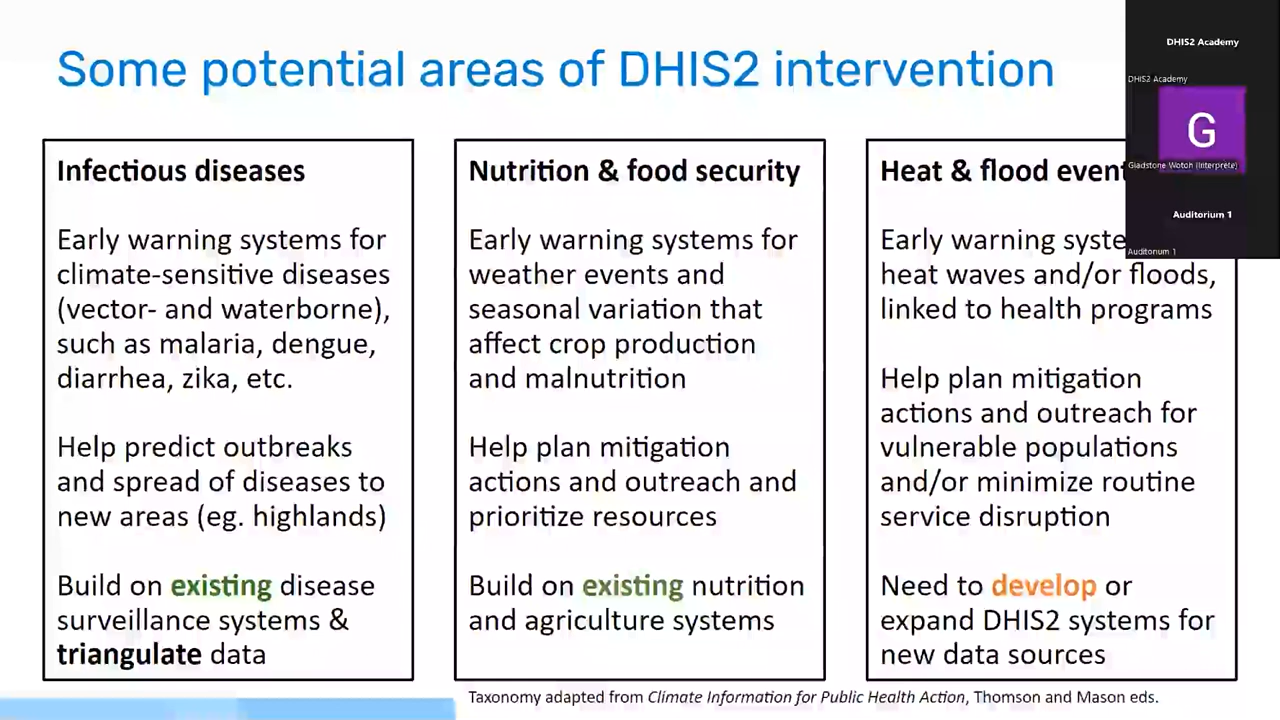 Some potential areas of DHIS2 intervention
Infectious diseases
Early warning systems for
climate-sensitive diseases
(vector- and waterborne),
such as malaria, dengue,
diarrhea, zika, etc.
Help predict outbreaks
and spread of diseases to
new areas (eg. highlands)
Build on existing disease
surveillance systems &
triangulate data
Nutrition & food security
Early warning systems for
weather events and
seasonal variation that
affect crop production
and malnutrition
Help plan mitigation
actions and outreach and
prioritize resources
Build on existing nutrition
and agriculture systems
Heat & flood event
Early warning syste
heat waves and/or floods,
linked to health programs
Help plan mitigation
actions and outreach for
vulnerable populations
and/or minimize routine
service disruption
Need to develop or
expand DHIS2 systems for
new data sources
Taxonomy adapted from Climate Information for Public Health Action, Thomson and Mason eds.
DHIS2 Academy
DHIS2 Academy
G
Gladstone Wotoh (Interprete)
Auditorium 1
Auditorium 1